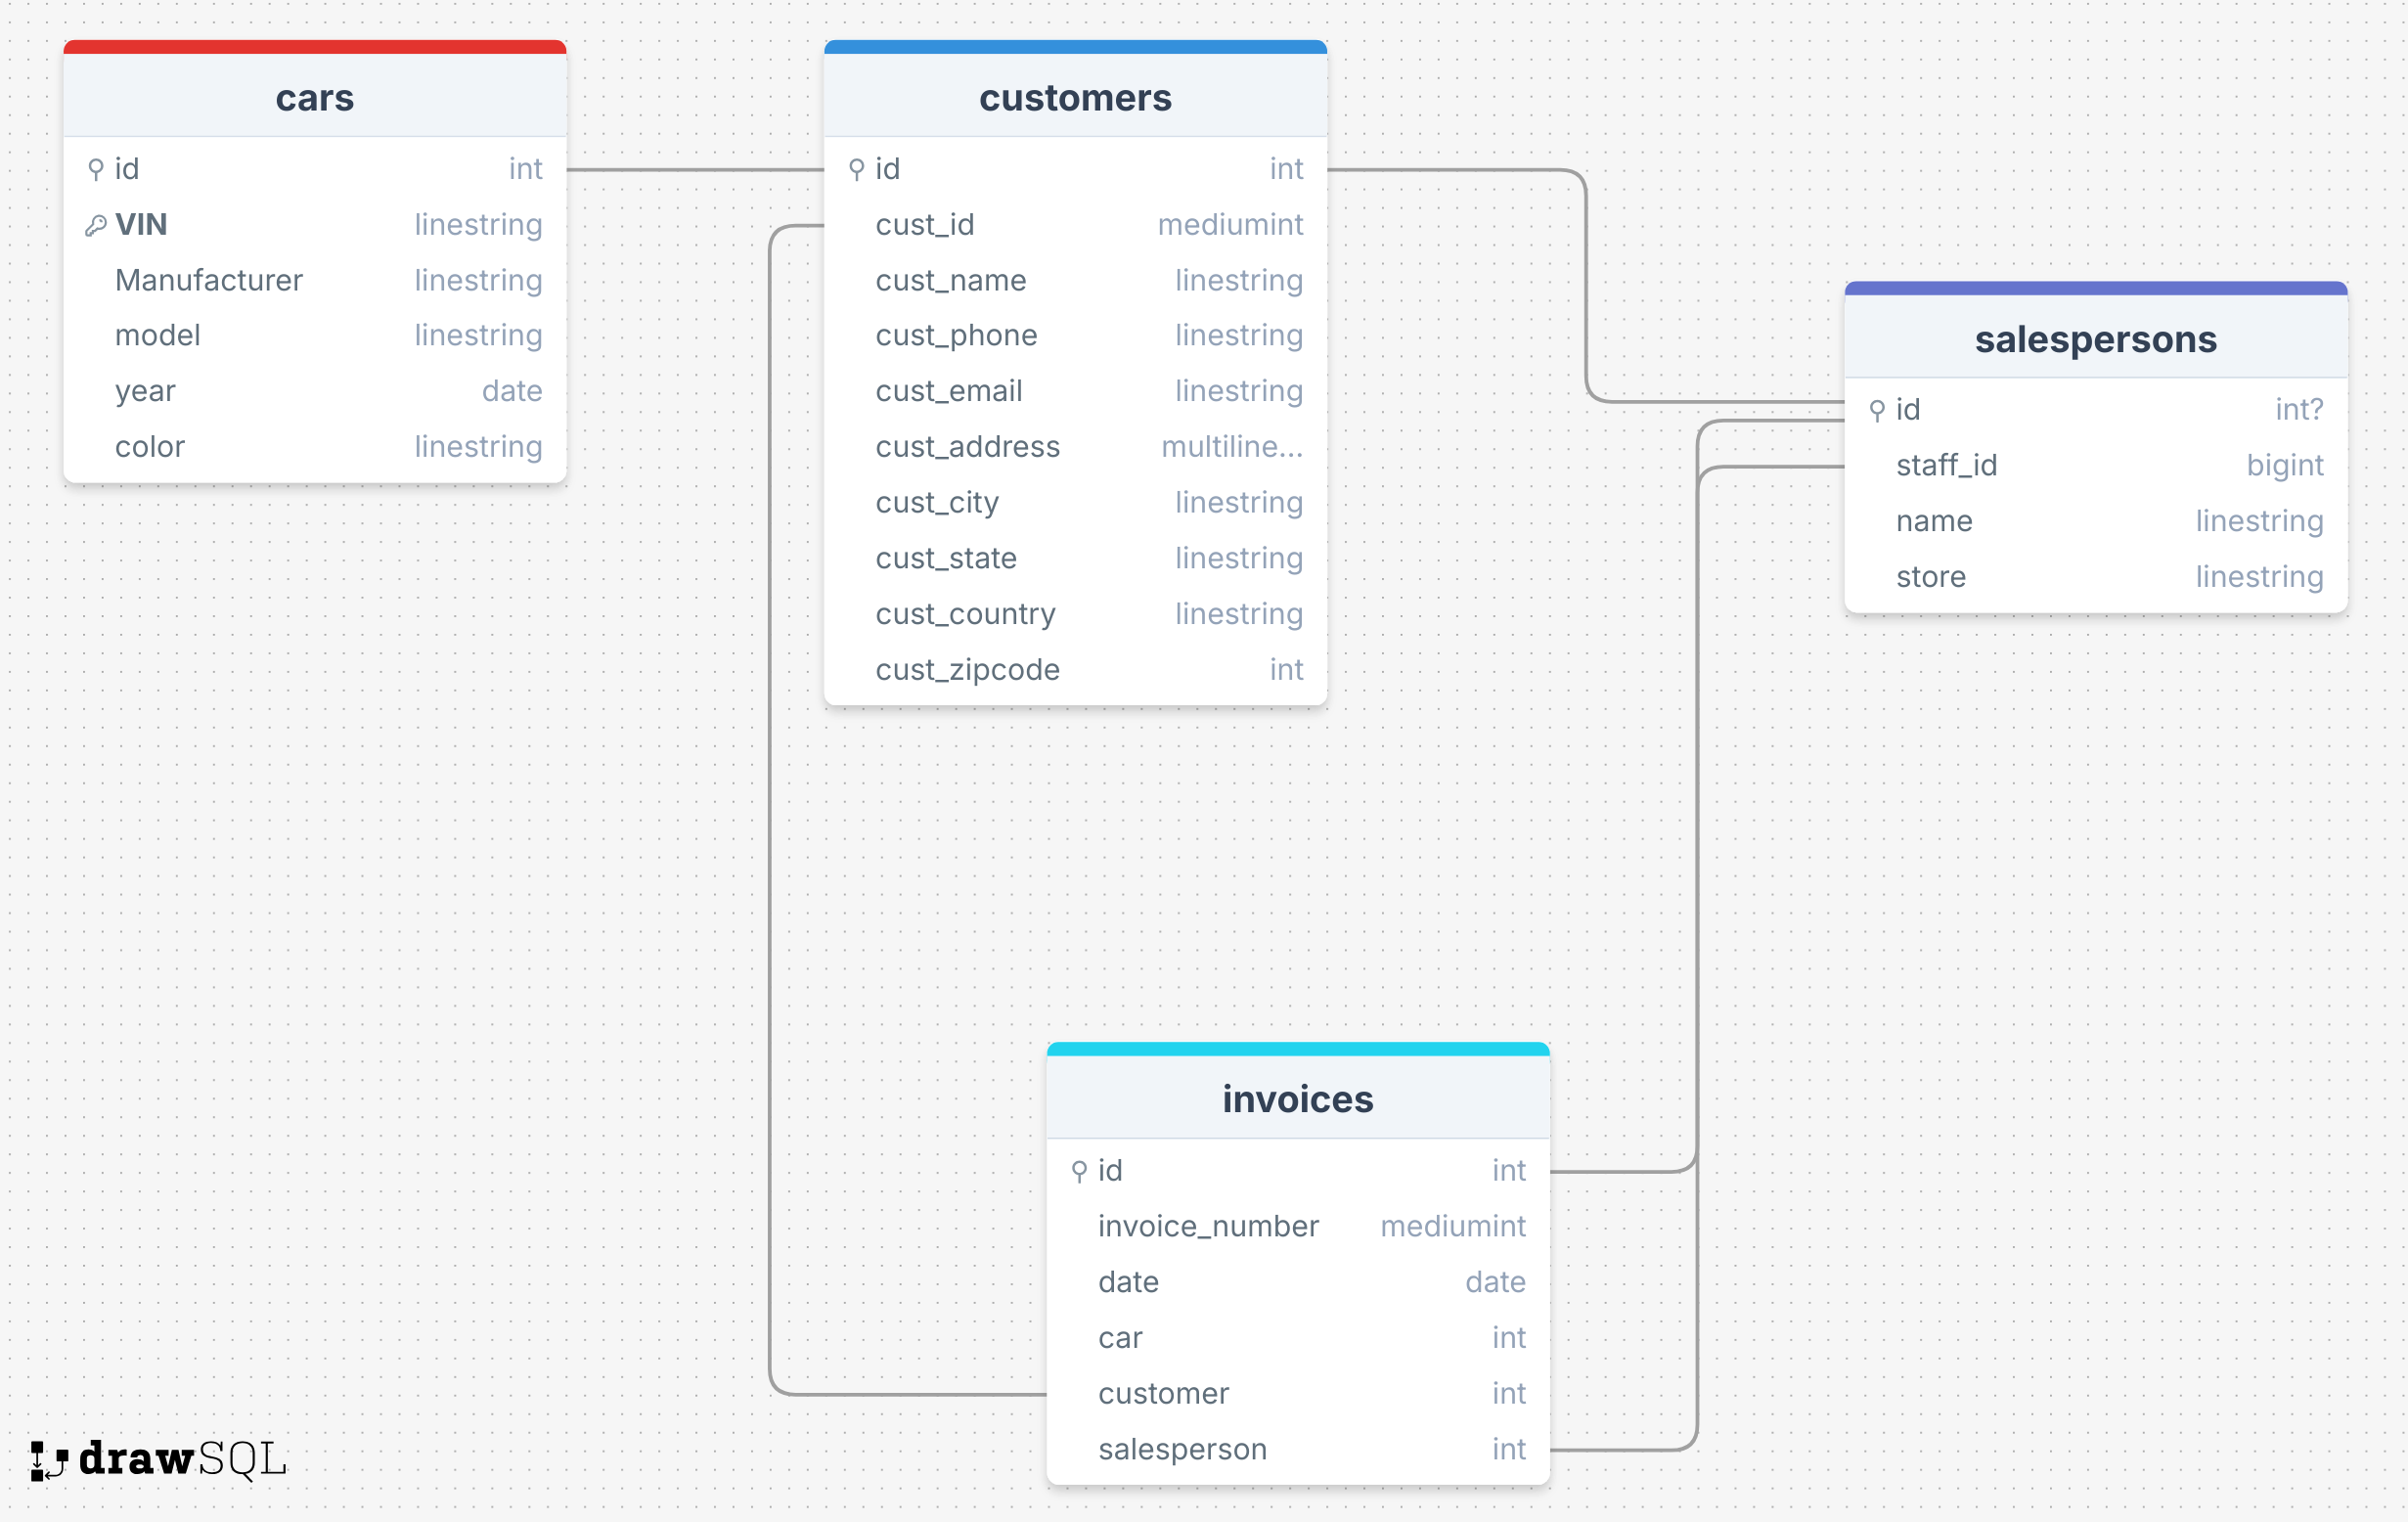 cars
id int
VIN linestring
Manufacturer linestring
model linestring
year date
color linestring
customers
id int
cust_id mediumint
cust_name linestring
cust_phone linestring
cust_email linestring
cust_address multiline...
cust_city linestring
cust_state linestring
cust_country linestring
cust_zipcode int
salespersons
id int?
staff_id bigint
name linestring
store linestring
invoices
id int
invoice_number mediumint
date date
car int
customer int
salesperson int
drawSQL